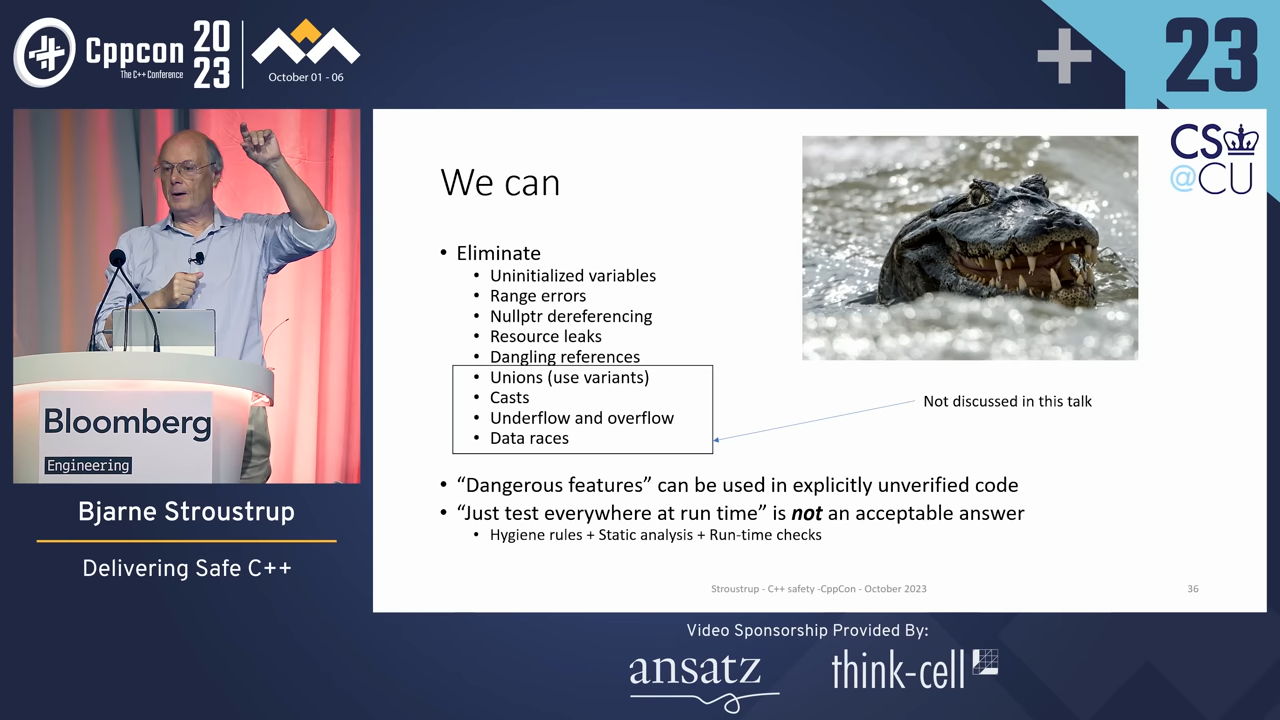 Cppcon
The C++ Conference
20
23
October 01 - 06
23
CS
@CU
We can
• Eliminate
• Uninitialized variables
• Range errors
• Nullptr dereferencing
• Resource leaks
• Dangling references
• Unions (use variants)
• Casts
• Underflow and overflow
• Data races
Not discussed in this talk
• “Dangerous features” can be used in explicitly unverified code
• “Just test everywhere at run time” is not an acceptable answer
• Hygiene rules + Static analysis + Run-time checks
Stroustrup - C++ safety -CppCon - October 2023
36
Bloomberg
Engineering
Bjarne Stroustrup
Delivering Safe C++
Video Sponsorship Provided By:
ansatz
think-cell